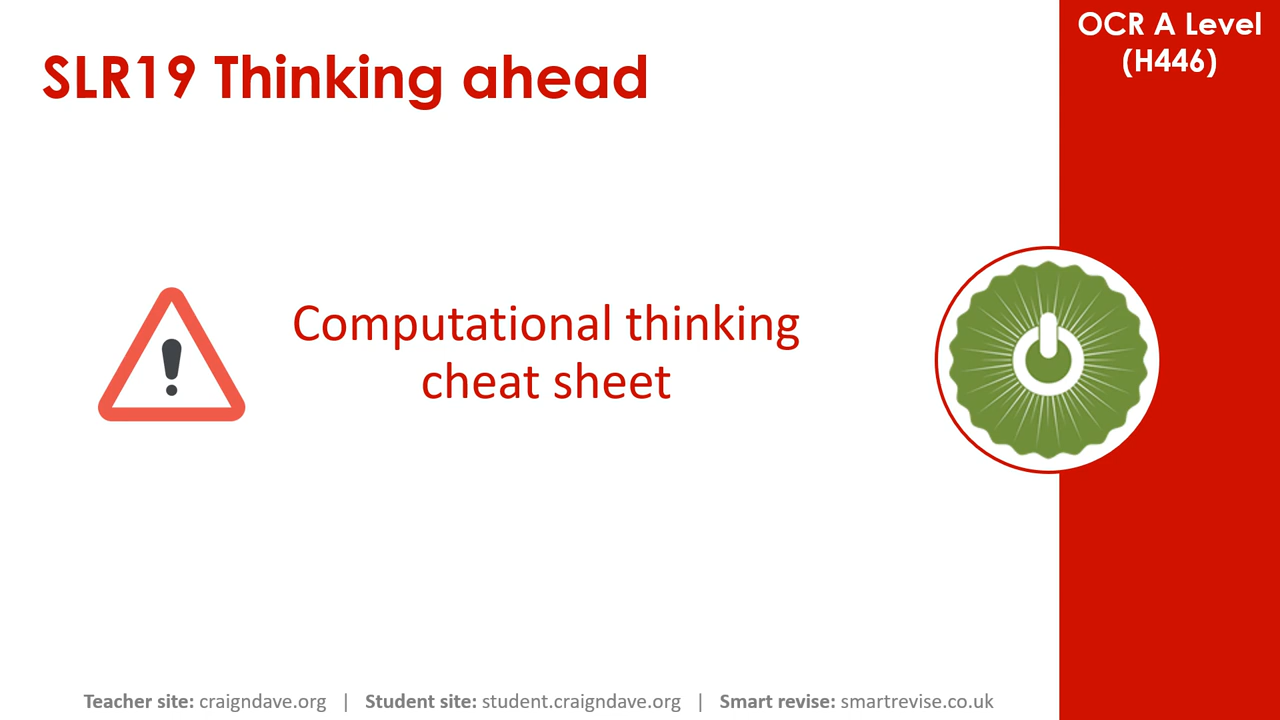 OCR A Level
(H446)
SLR19 Thinking ahead
Computational thinking
cheat sheet
Teacher site: craigndave.org | Student site: student.craigndave.org | Smart revise: smartrevise.co.uk